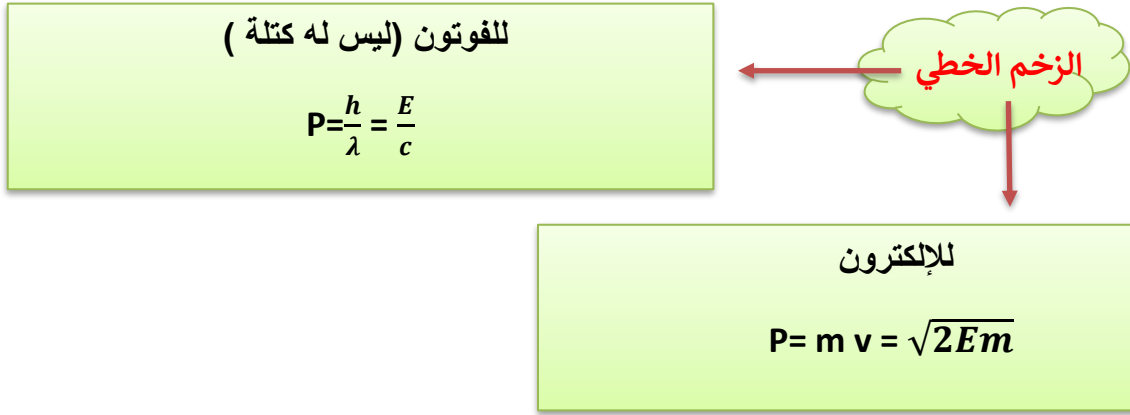 الزخم الخطي
للفوتون (ليس له كتلة )
P=h/λ = E/c
للإلكترون
P= m v = √2Em